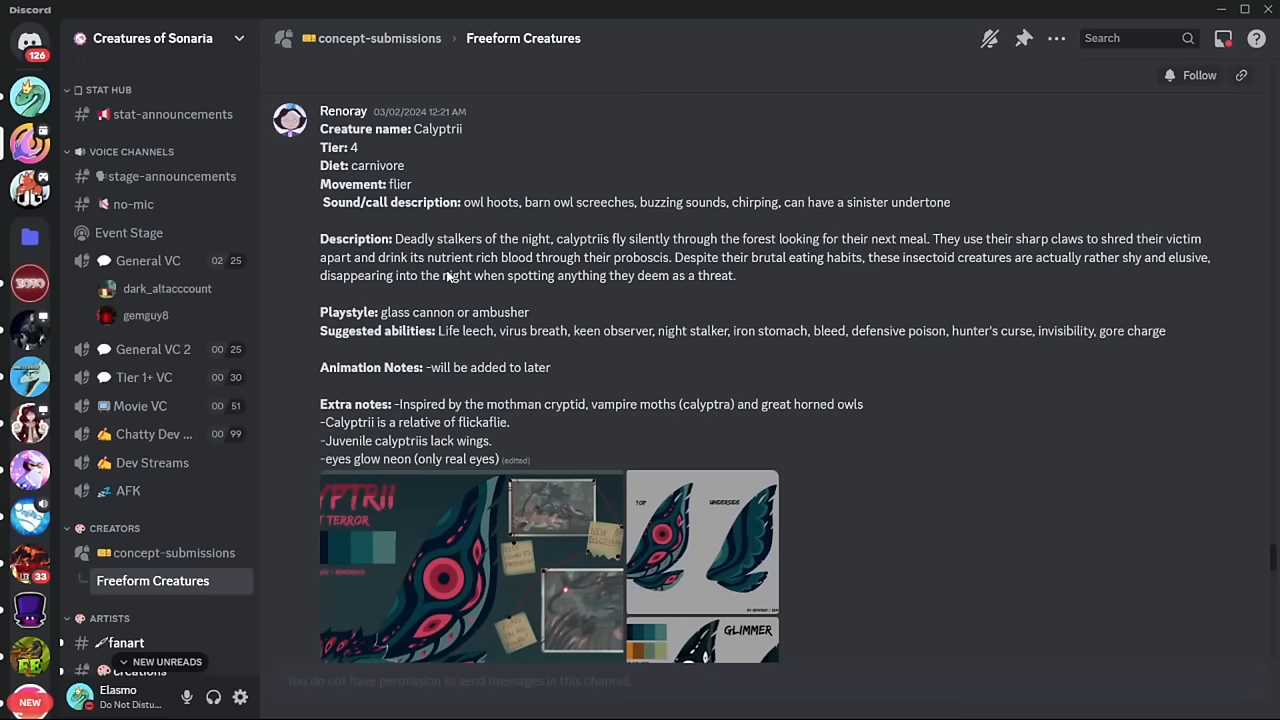 Discord
126
Creatures of Sonaria
concept-submissions
Freeform Creatures
Search
Follow
STAT HUB
stat-announcements
VOICE CHANNELS
stage-announcements
no-mic
Event Stage
General VC 02 25
dark_altacccount
gemguy8
General VC 2 00 25
Tier 1+ VC 00 30
Movie VC 00 51
Chatty Dev ... 00 99
Dev Streams
AFK
CREATORS
concept-submissions
Freeform Creatures
ARTISTS
fanart
NEW UNREADS
33
NEW
Elasmo
Do Not Distu...
Renoray 03/02/2024 12:21 AM
Creature name: Calyptrii
Tier: 4
Diet: carnivore
Movement: flier
Sound/call description: owl hoots, barn owl screeches, buzzing sounds, chirping, can have a sinister undertone
Description: Deadly stalkers of the night, calyptriis fly silently through the forest looking for their next meal. They use their sharp claws to shred their victim
apart and drink its nutrient rich blood through their proboscis. Despite their brutal eating habits, these insectoid creatures are actually rather shy and elusive,
disappearing into the night when spotting anything they deem as a threat.
Playstyle: glass cannon or ambusher
Suggested abilities: Life leech, virus breath, keen observer, night stalker, iron stomach, bleed, defensive poison, hunter's curse, invisibility, gore charge
Animation Notes: -will be added to later
Extra notes: -Inspired by the mothman cryptid, vampire moths (calyptra) and great horned owls
-Calyptrii is a relative of flickaflie.
-Juvenile calyptriis lack wings.
-eyes glow neon (only real eyes) (edited)
YPTRII
T TERROR
TOP
UNDERSIDE
GLIMMER
You do not have permission to send messages in this channel.